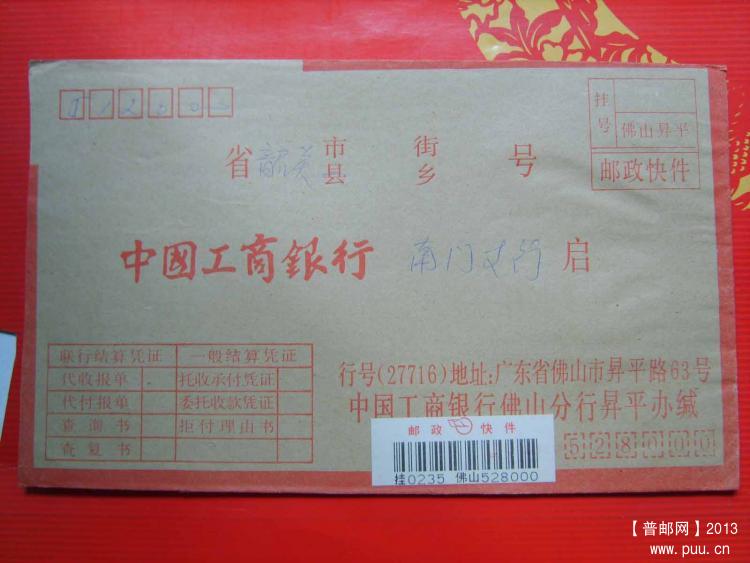 512000
挂号
佛山昇平
邮政快件
省韶关市县 街乡 号
中國工商銀行 南门支行 启
联行结算凭证 一般结算凭证
代收报单 托收承付凭证
代付报单 委托收款凭证
查询书 拒付理由书
查复书
行号(27716)地址:广东省佛山市昇平路63号
中国工商银行佛山分行昇平办缄
528000
邮政快件
挂0235 佛山528000
【普邮网】2013
www.puu.cn